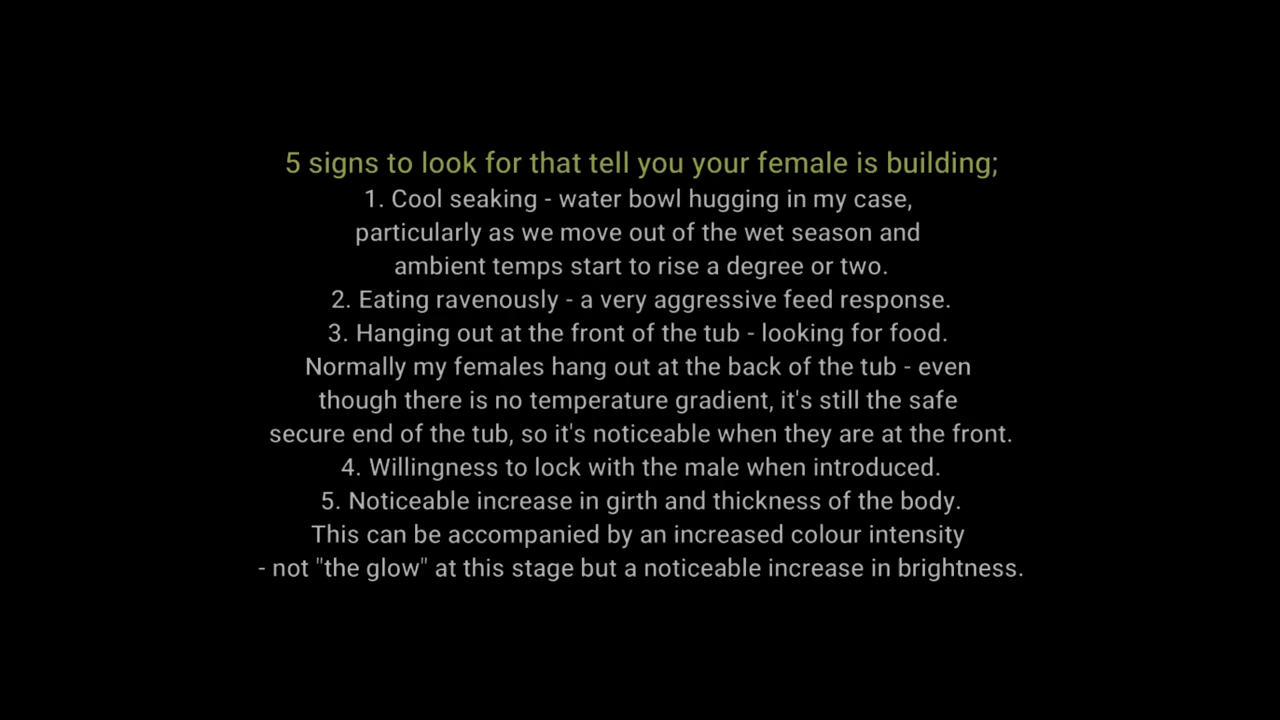 5 signs to look for that tell you your female is building;
1. Cool seaking - water bowl hugging in my case,
particularly as we move out of the wet season and
ambient temps start to rise a degree or two.
2. Eating ravenously - a very aggressive feed response.
3. Hanging out at the front of the tub - looking for food.
Normally my females hang out at the back of the tub - even
though there is no temperature gradient, it's still the safe
secure end of the tub, so it's noticeable when they are at the front.
4. Willingness to lock with the male when introduced.
5. Noticeable increase in girth and thickness of the body.
This can be accompanied by an increased colour intensity
- not "the glow" at this stage but a noticeable increase in brightness.